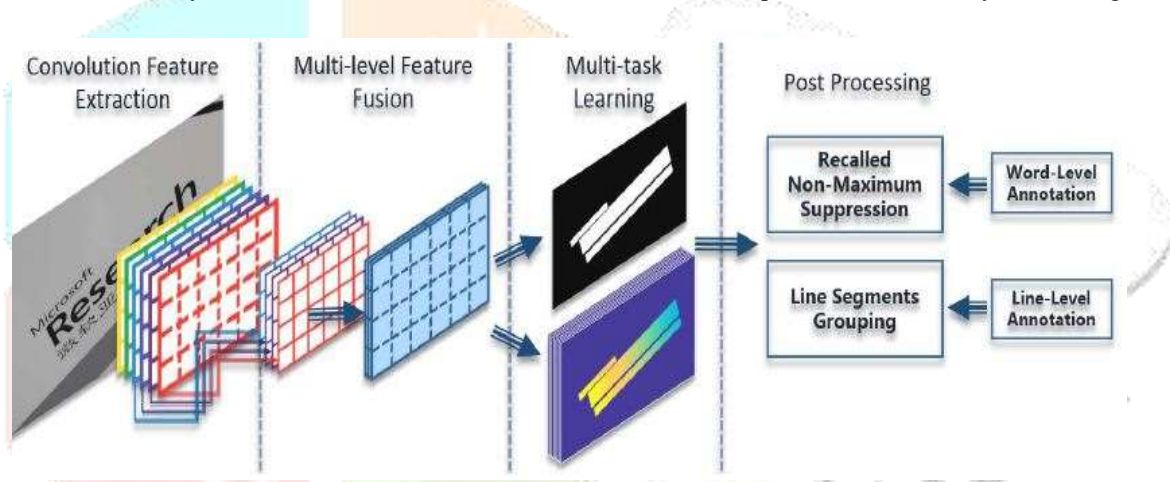 Convolution Feature
Extraction
Multi-level Feature
Fusion
Multi-task
Learning
Post Processing
Microsoft
Research
Recalled
Non-Maximum
Suppression
Word-Level
Annotation
Line Segments
Grouping
Line-Level
Annotation